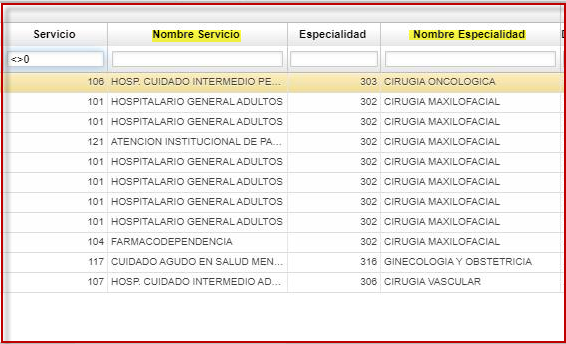 Servicio Nombre Servicio Especialidad Nombre Especialidad
<>0
106 HOSP. CUIDADO INTERMEDIO PE... 303 CIRUGIA ONCOLOGICA
101 HOSPITALARIO GENERAL ADULTOS 302 CIRUGIA MAXILOFACIAL
101 HOSPITALARIO GENERAL ADULTOS 302 CIRUGIA MAXILOFACIAL
121 ATENCION INSTITUCIONAL DE PA... 302 CIRUGIA MAXILOFACIAL
101 HOSPITALARIO GENERAL ADULTOS 302 CIRUGIA MAXILOFACIAL
101 HOSPITALARIO GENERAL ADULTOS 302 CIRUGIA MAXILOFACIAL
101 HOSPITALARIO GENERAL ADULTOS 302 CIRUGIA MAXILOFACIAL
101 HOSPITALARIO GENERAL ADULTOS 302 CIRUGIA MAXILOFACIAL
104 FARMACODEPENDENCIA 302 CIRUGIA MAXILOFACIAL
117 CUIDADO AGUDO EN SALUD MEN... 316 GINECOLOGIA Y OBSTETRICIA
107 HOSP. CUIDADO INTERMEDIO AD... 306 CIRUGIA VASCULAR